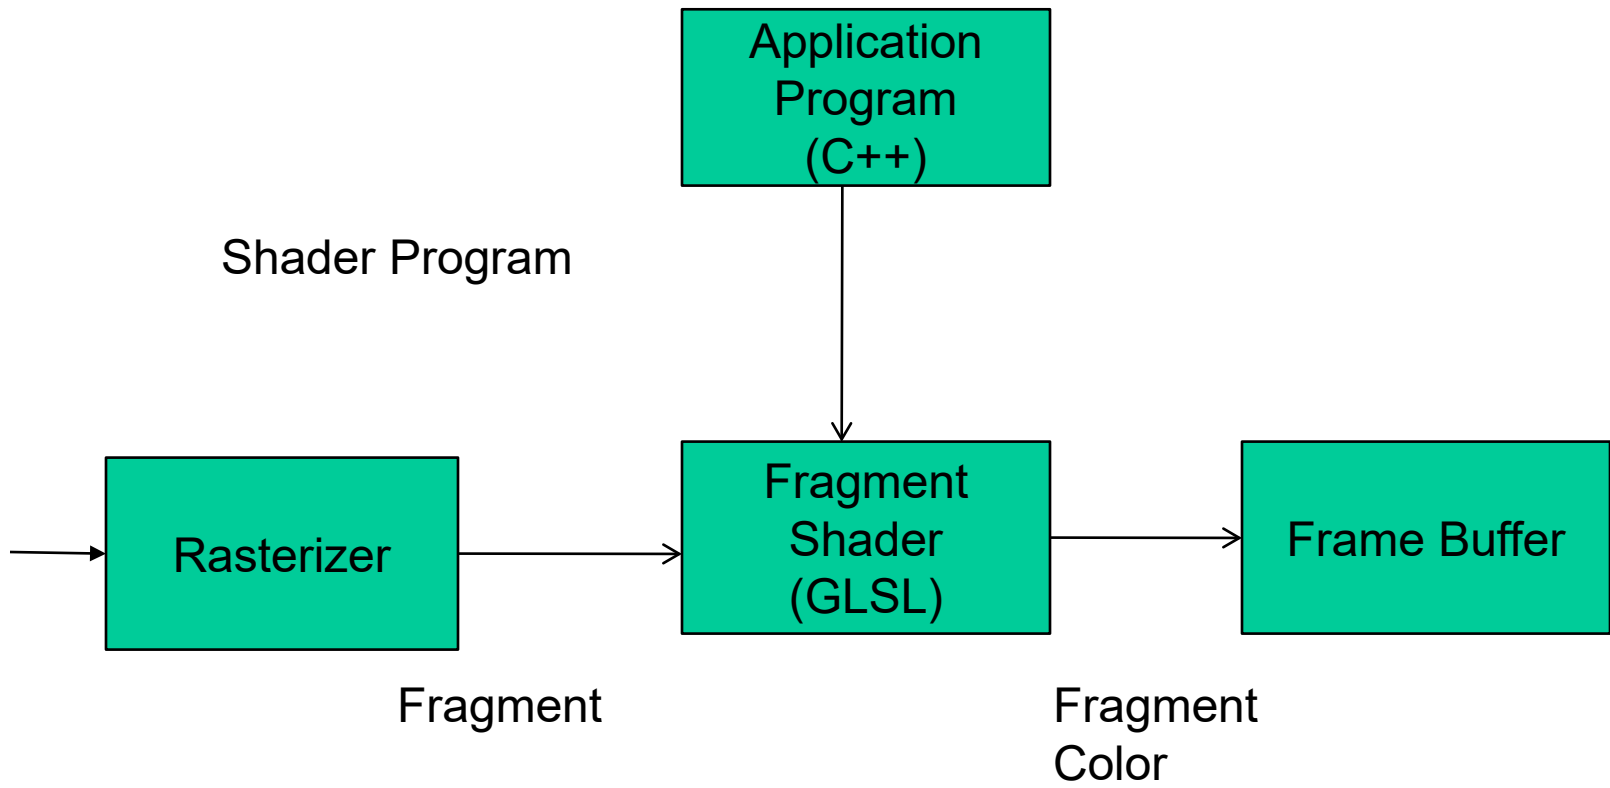 Application
Program
(C++)
Shader Program
Rasterizer
Fragment
Shader
(GLSL)
Frame Buffer
Fragment
Fragment
Color